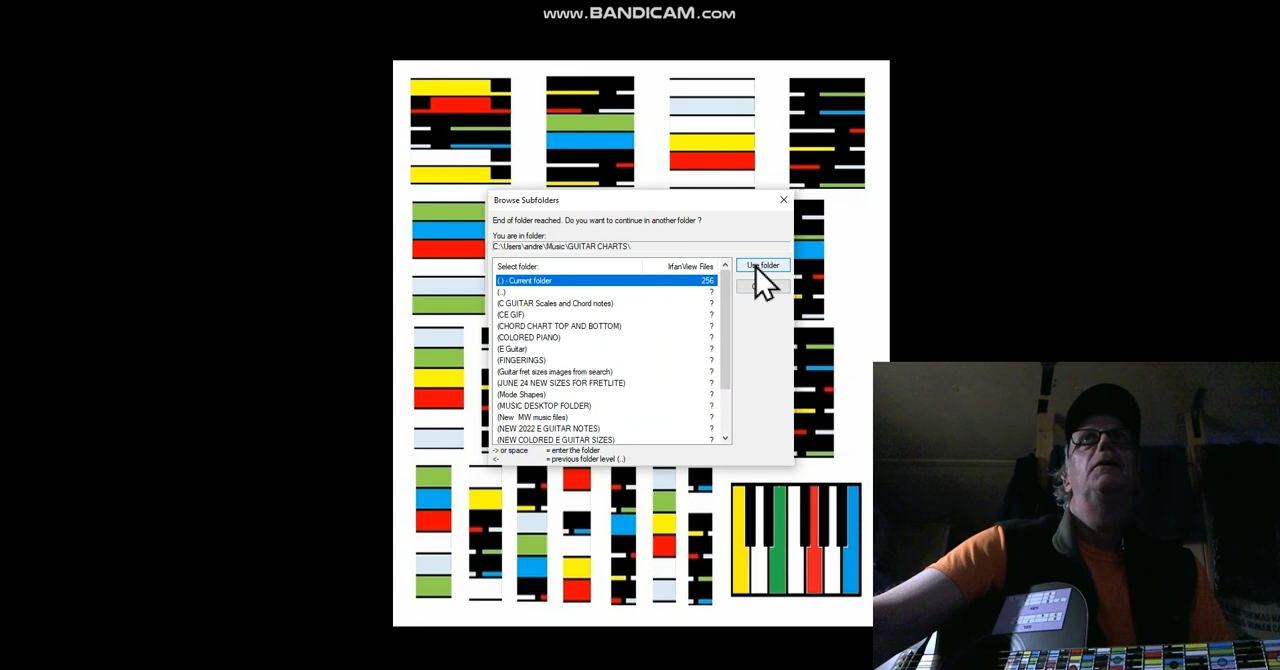 www.BANDICAM.com
Browse Subfolders
End of folder reached. Do you want to continue in another folder ?
You are in folder:
C:\Users\andre\Music\GUITAR CHARTS\
Select folder: IrfanView Files
(.) - Current folder 256
(..) ?
(C GUITAR Scales and Chord notes) ?
(CE GIF) ?
(CHORD CHART TOP AND BOTTOM) ?
(COLORED PIANO) ?
(E Guitar) ?
(FINGERINGS) ?
(Guitar fret sizes images from search) ?
(JUNE 24 NEW SIZES FOR FRETLITE) ?
(Mode Shapes) ?
(MUSIC DESKTOP FOLDER) ?
(New MW music files) ?
(NEW 2022 E GUITAR NOTES) ?
(NEW COLORED E GUITAR SIZES) ?
-> or space = enter the folder
<- = previous folder level (..)
Use folder